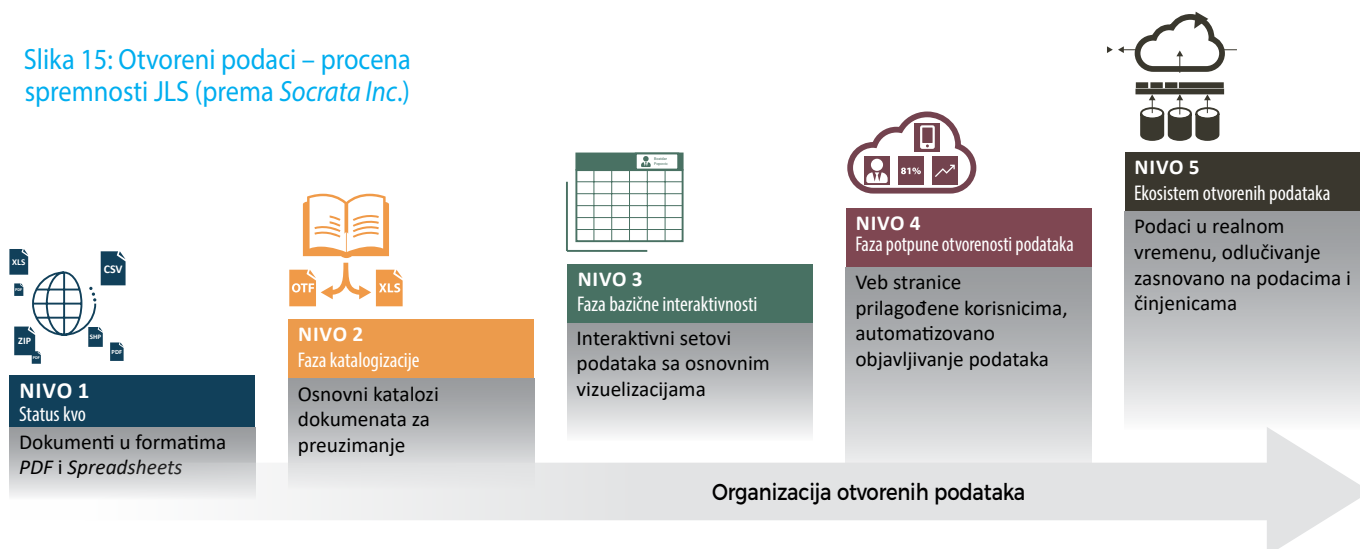 Slika 15: Otvoreni podaci – procena
spremnosti JLS (prema Socrata Inc.)
XLS
PDF
CSV
ZIP
PDF
SHP
PDF
NIVO 1
Status kvo
Dokumenti u formatima
PDF i Spreadsheets
OTF
XLS
NIVO 2
Faza katalogizacije
Osnovni katalozi
dokumenata za
preuzimanje
NIVO 3
Faza bazične interaktivnosti
Interaktivni setovi
podataka sa osnovnim
vizuelizacijama
81%
NIVO 4
Faza potpune otvorenosti podataka
Veb stranice
prilagođene korisnicima,
automatizovano
objavljivanje podataka
NIVO 5
Ekosistem otvorenih podataka
Podaci u realnom
vremenu, odlučivanje
zasnovano na podacima i
činjenicama
Organizacija otvorenih podataka